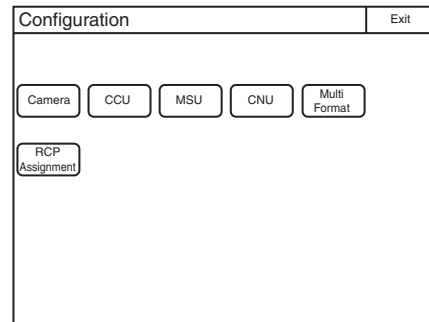 Configuration Exit
Camera CCU MSU CNU Multi
Format
RCP
Assignment